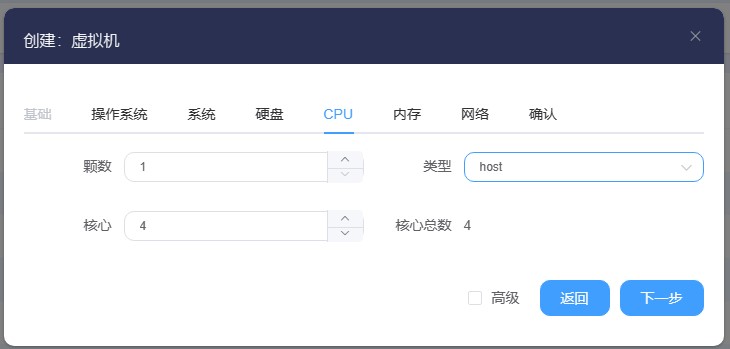 创建：虚拟机
基础 操作系统 系统 硬盘 CPU 内存 网络 确认
颗数 1 类型 host
核心 4 核心总数 4
高级 返回 下一步